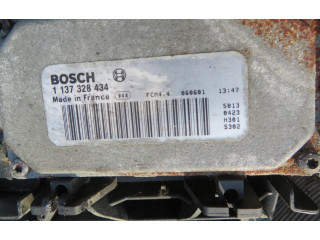 BOSCH
1 137 328 434
Made in France FCM4.4 060601 13:47
5013
0423
H301
S302